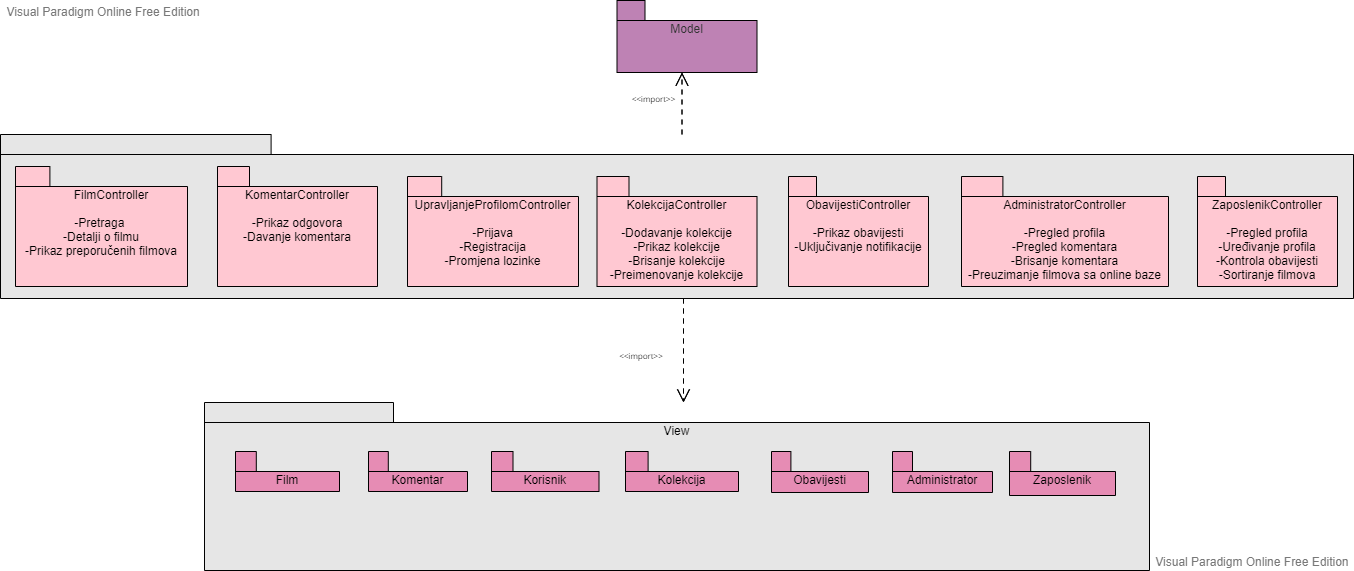 Visual Paradigm Online Free Edition
Model
<<import>>
FilmController
-Pretraga
-Detalji o filmu
-Prikaz preporučenih filmova
KomentarController
-Prikaz odgovora
-Davanje komentara
UpravljanjeProfilomController
-Prijava
-Registracija
-Promjena lozinke
KolekcijaController
-Dodavanje kolekcije
-Prikaz kolekcije
-Brisanje kolekcije
-Preimenovanje kolekcije
ObavijestiController
-Prikaz obavijesti
-Uključivanje notifikacije
AdministratorController
-Pregled profila
-Pregled komentara
-Brisanje komentara
-Preuzimanje filmova sa online baze
ZaposlenikController
-Pregled profila
-Uređivanje profila
-Kontrola obavijesti
-Sortiranje filmova
<<import>>
View
Film
Komentar
Korisnik
Kolekcija
Obavijesti
Administrator
Zaposlenik
Visual Paradigm Online Free Edition